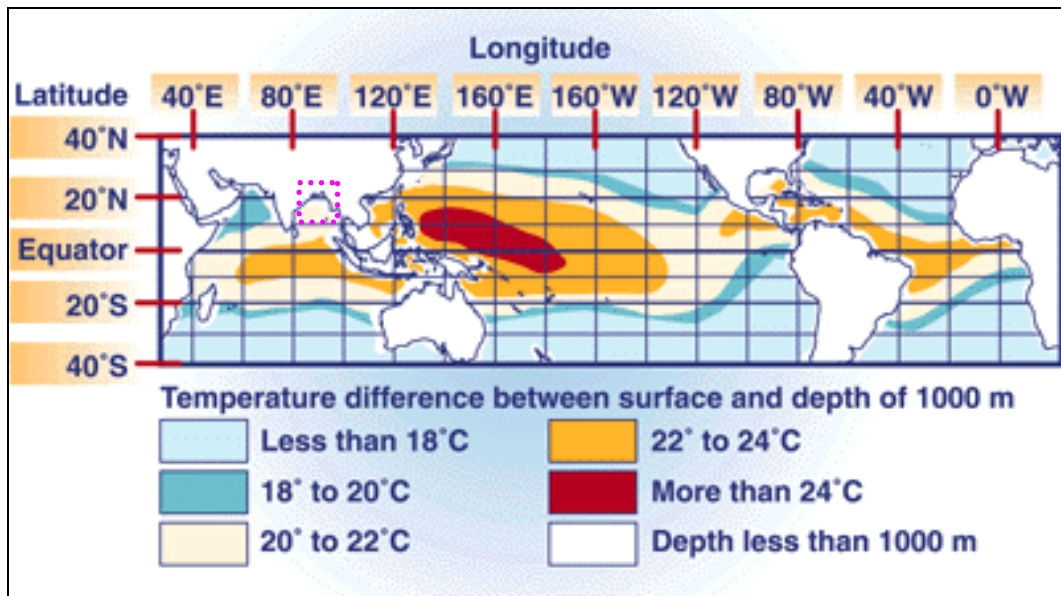 Longitude
Latitude 40˚E 80˚E 120˚E 160˚E 160˚W 120˚W 80˚W 40˚W 0˚W
40˚N
20˚N
Equator
20˚S
40˚S
Temperature difference between surface and depth of 1000 m
Less than 18˚C 22˚ to 24˚C
18˚ to 20˚C More than 24˚C
20˚ to 22˚C Depth less than 1000 m